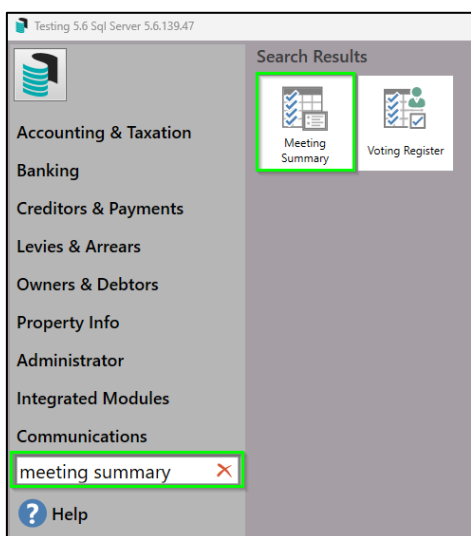 Testing 5.6 Sql Server 5.6.139.47
Search Results
Meeting
Summary
Voting Register
Accounting & Taxation
Banking
Creditors & Payments
Levies & Arrears
Owners & Debtors
Property Info
Administrator
Integrated Modules
Communications
meeting summary
? Help